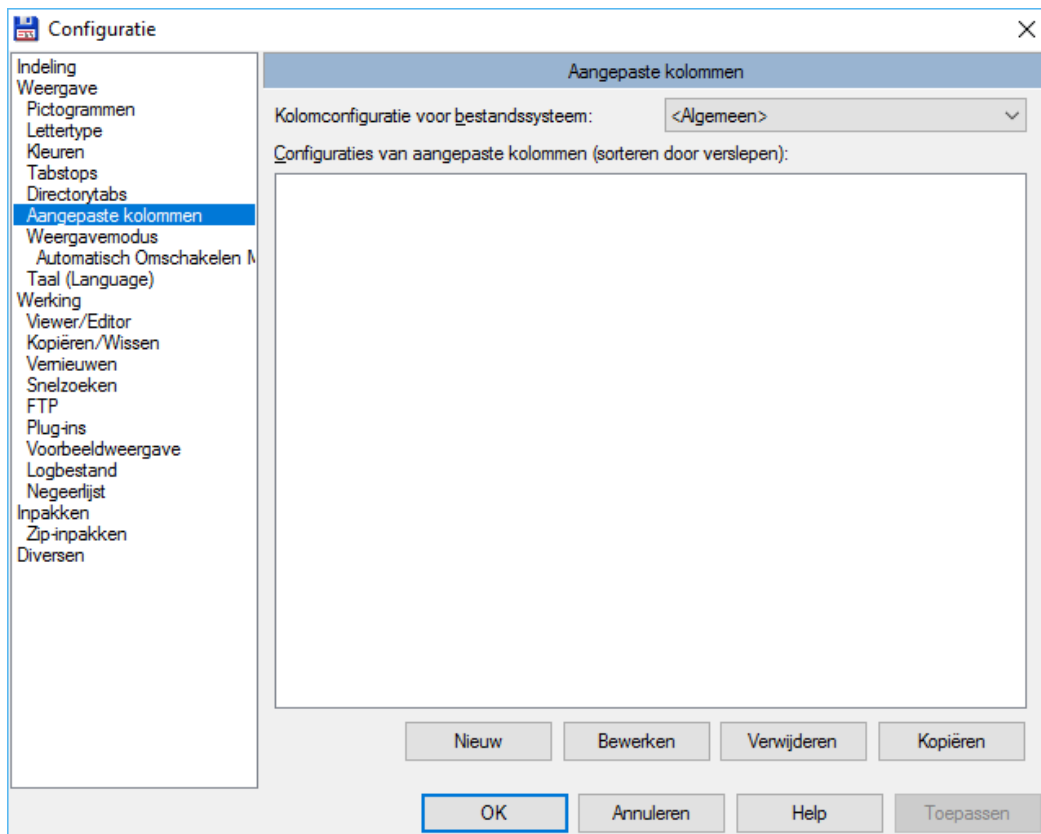 Configuratie
Indeling
Weergave
Pictogrammen
Lettertype
Kleuren
Tabstops
Directorytabs
Aangepaste kolommen
Weergavemodus
Automatisch Omschakelen
Taal (Language)
Werking
Viewer/Editor
Kopiëren/Wissen
Vernieuwen
Snelzoeken
FTP
Plug-ins
Voorbeeldweergave
Logbestand
Negeerlijst
Inpakken
Zip-inpakken
Diversen
Aangepaste kolommen
Kolomconfiguratie voor bestandssysteem: <Algemeen>
Configuraties van aangepaste kolommen (sorteren door verslepen):
Nieuw Bewerken Verwijderen Kopiëren
OK Annuleren Help Toepassen